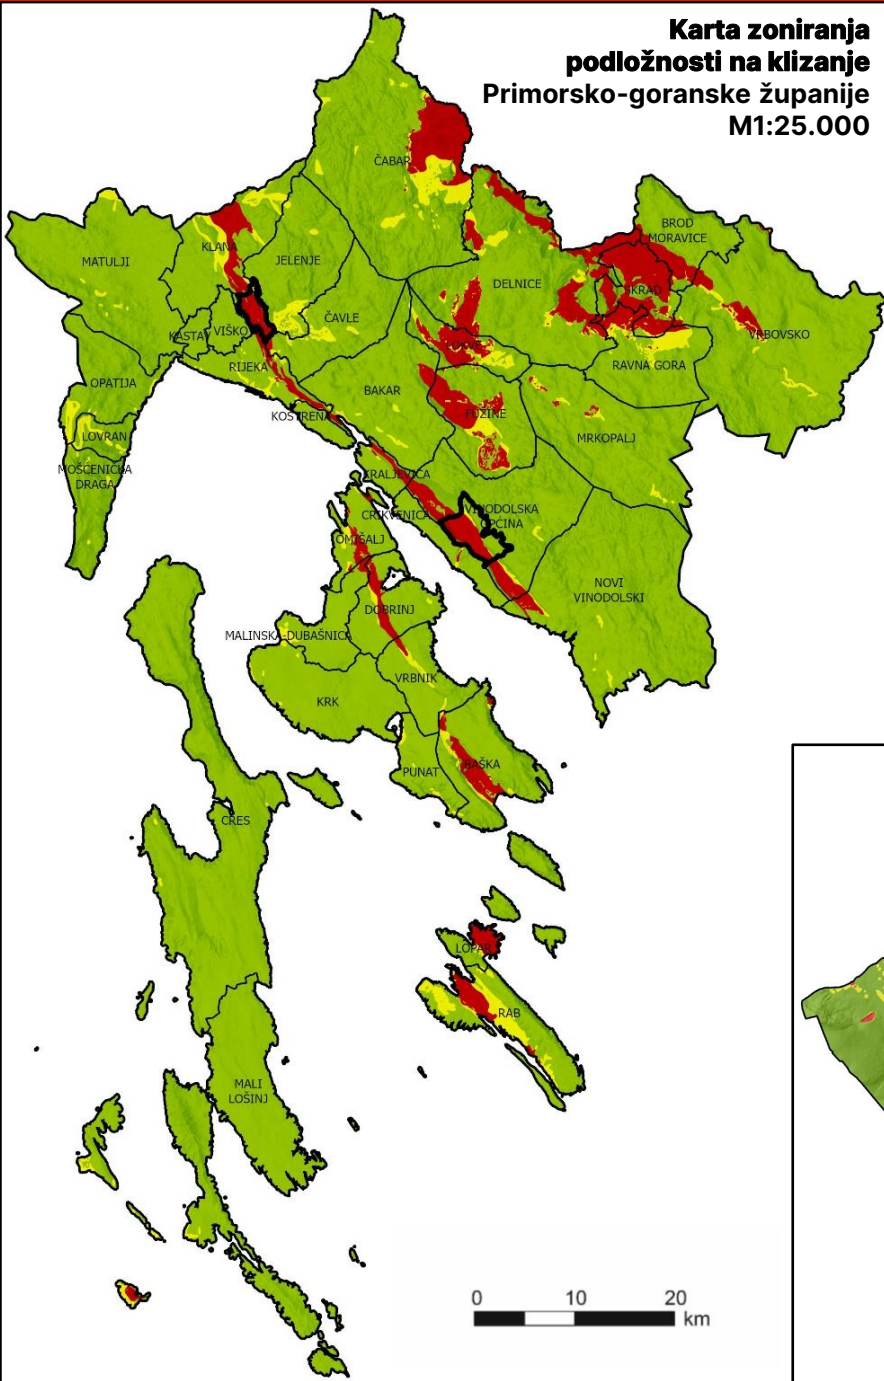 Karta zoniranja
podložnosti na klizanje
Primorsko-goranske županije
M1:25.000
ČABAR
BROD
MORAVICE
KLANA
MATULJI
JELENJE
DELNICE
SKRAD
ČAVLE
KASTAV
VIŠKOVO
VRBOVSKO
LOKVE
RIJEKA
RAVNA GORA
OPATIJA
BAKAR
KOSTRENA
FUŽINE
LOVRAN
MRKOPALJ
MOŠĆENIČKA
DRAGA
KRALJEVICA
VINODOLSKA
OPĆINA
CRIKVENICA
OMIŠALJ
NOVI
VINODOLSKI
DOBRINJ
MALINSKA-DUBAŠNICA
VRBNIK
KRK
PUNAT
BAŠKA
CRES
LOPAR
RAB
MALI
LOŠINJ
0 10 20
km